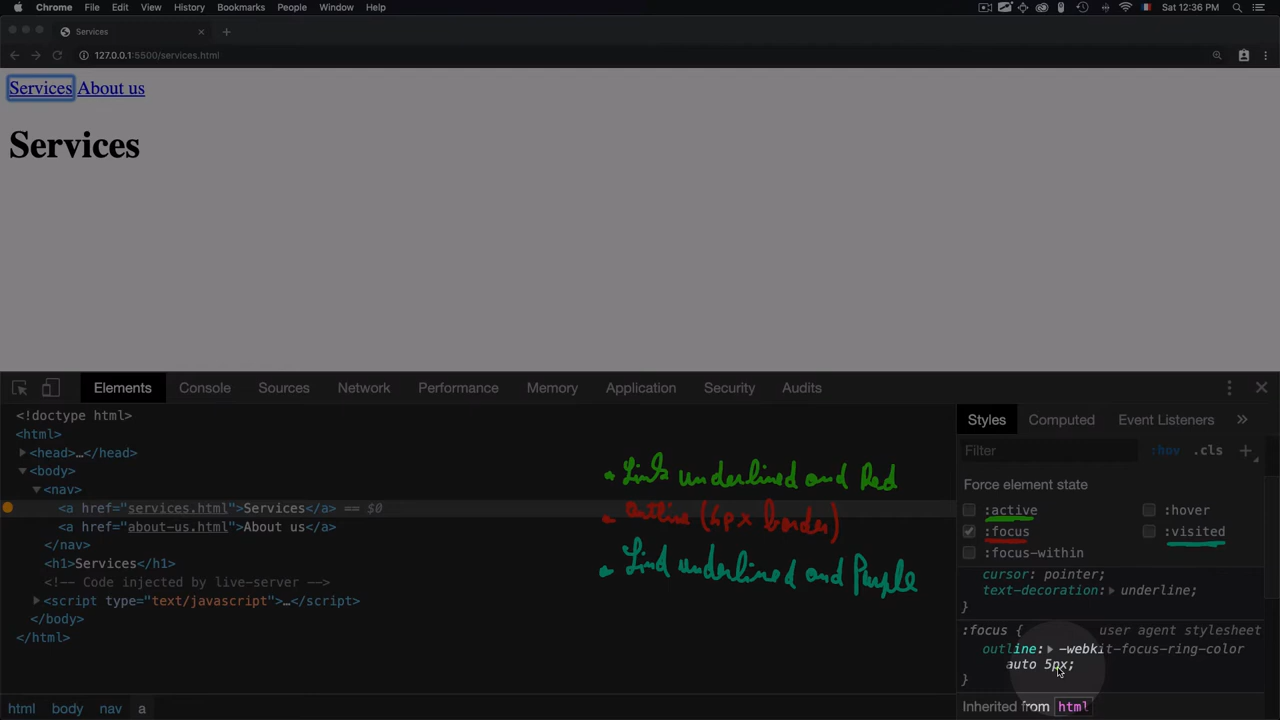 Chrome File Edit View History Bookmarks People Window Help Sat 12:36 PM
Services
127.0.0.1:5500/services.html
Services About us
Services
Elements Console Sources Network Performance Memory Application Security Audits
<!doctype html>
<html>
<head>…</head>
<body>
<nav>
<a href="services.html">Services</a> == $0
<a href="about-us.html">About us</a>
</nav>
<h1>Services</h1>
<!-- Code injected by live-server -->
<script type="text/javascript">…</script>
</body>
</html>
html body nav a
Link underlined and Red
Outline (4px border)
Lind underlined and Purple
Styles Computed Event Listeners »
Filter :hov .cls +
Force element state
:active :hover
:focus :visited
:focus-within
cursor: pointer;
text-decoration: underline;
}
:focus { user agent stylesheet
outline: -webkit-focus-ring-color
auto 5px;
}
Inherited from html